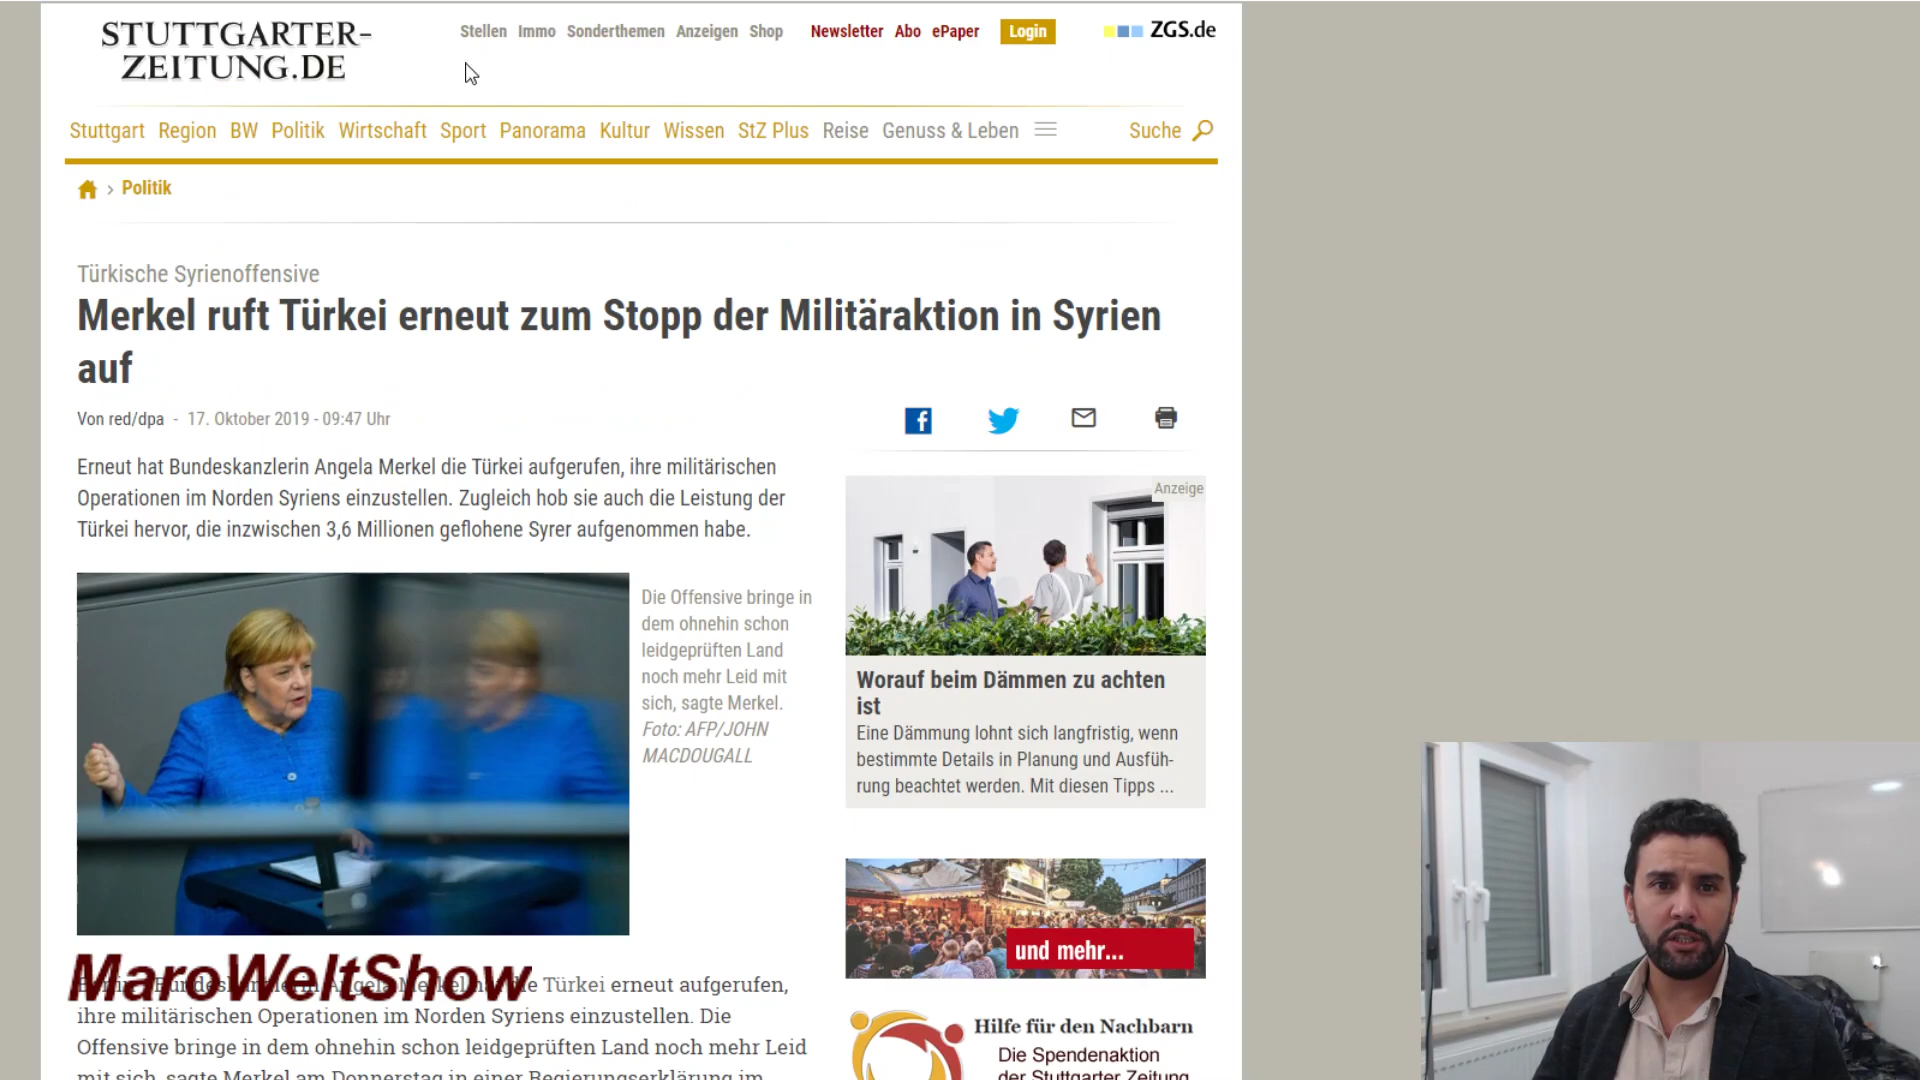 STUTTGARTER-
ZEITUNG.DE
Stellen Immo Sonderthemen Anzeigen Shop Newsletter Abo ePaper Login ZGS.de
Stuttgart Region BW Politik Wirtschaft Sport Panorama Kultur Wissen StZ Plus Reise Genuss & Leben Suche
› Politik
Türkische Syrienoffensive
Merkel ruft Türkei erneut zum Stopp der Militäraktion in Syrien
auf
Von red/dpa - 17. Oktober 2019 - 09:47 Uhr
Erneut hat Bundeskanzlerin Angela Merkel die Türkei aufgerufen, ihre militärischen
Operationen im Norden Syriens einzustellen. Zugleich hob sie auch die Leistung der
Türkei hervor, die inzwischen 3,6 Millionen geflohene Syrer aufgenommen habe.
Die Offensive bringe in
dem ohnehin schon
leidgeprüften Land
noch mehr Leid mit
sich, sagte Merkel.
Foto: AFP/JOHN
MACDOUGALL
MaroWeltShow
Türkei erneut aufgerufen,
ihre militärischen Operationen im Norden Syriens einzustellen. Die
Offensive bringe in dem ohnehin schon leidgeprüften Land noch mehr Leid
mit sich, sagte Merkel am Donnerstag in einer Regierungserklärung im
Anzeige
Worauf beim Dämmen zu achten
ist
Eine Dämmung lohnt sich langfristig, wenn
bestimmte Details in Planung und Ausfüh-
rung beachtet werden. Mit diesen Tipps ...
und mehr...
Hilfe für den Nachbarn
Die Spendenaktion
der Stuttgarter Zeitung